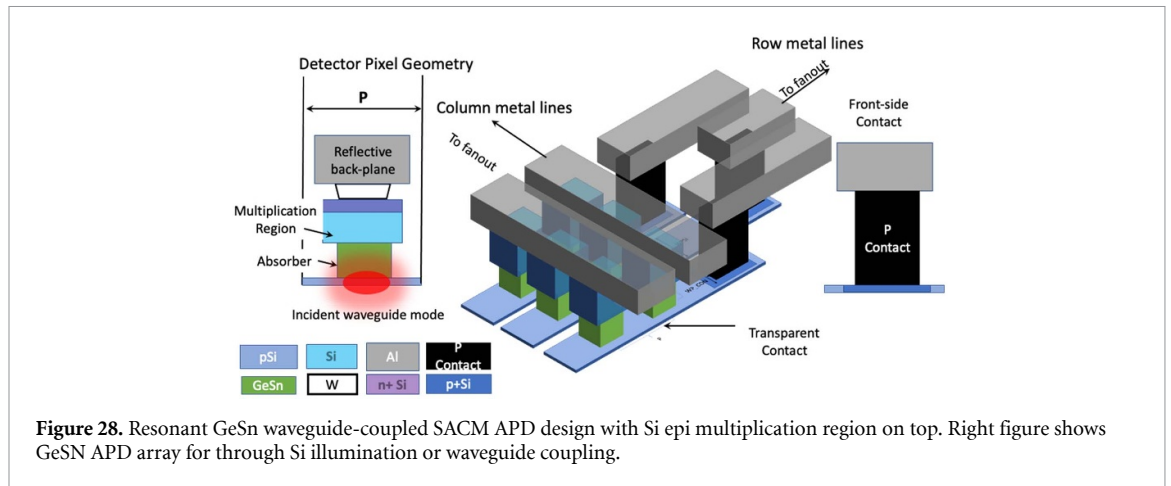 Detector Pixel Geometry
P
Reflective
back-plane
Multiplication
Region
Absorber
Incident waveguide mode
Column metal lines
To fanout
Row metal lines
To fanout
Transparent
Contact
Front-side
Contact
P
Contact
pSi
Si
Al
P
Contact
GeSn
W
n+ Si
p+Si
Figure 28. Resonant GeSn waveguide-coupled SACM APD design with Si epi multiplication region on top. Right figure shows
GeSN APD array for through Si illumination or waveguide coupling.